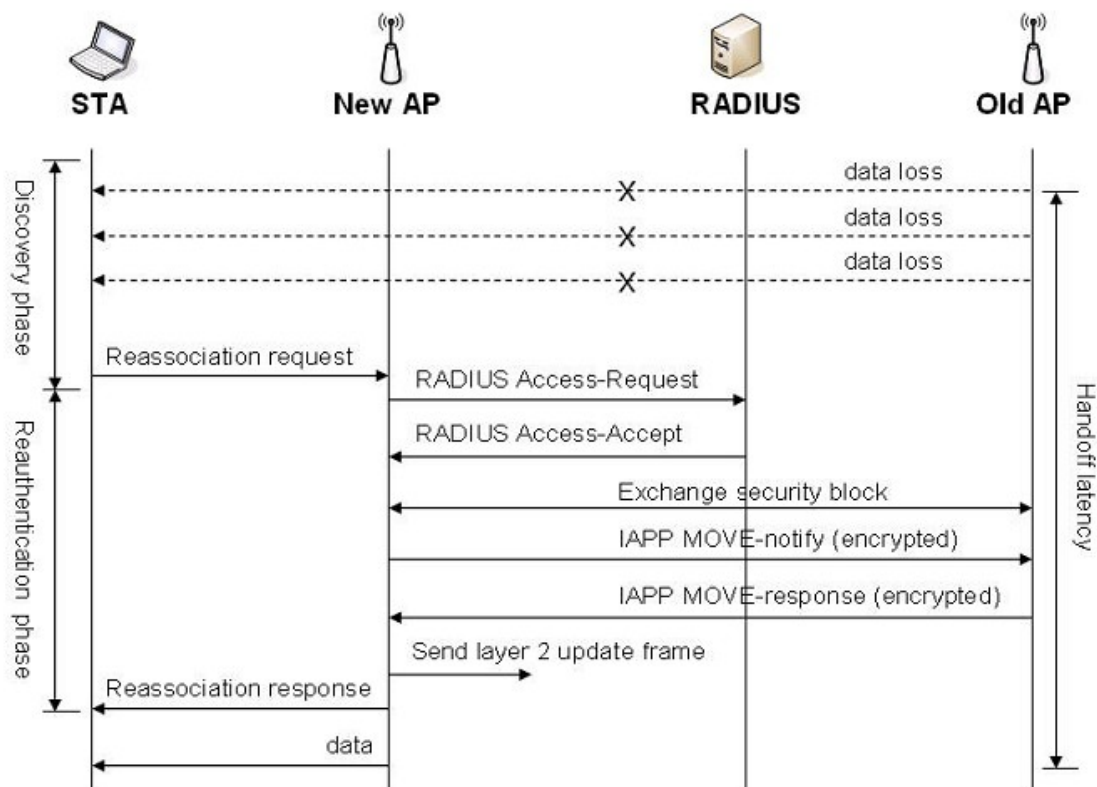 STA
New AP
RADIUS
Old AP
Discovery phase
data loss
X
data loss
X
data loss
X
Reassociation request
RADIUS Access-Request
RADIUS Access-Accept
Exchange security block
IAPP MOVE-notify (encrypted)
IAPP MOVE-response (encrypted)
Send layer 2 update frame
Reassociation response
data
Reauthentication phase
Handoff latency